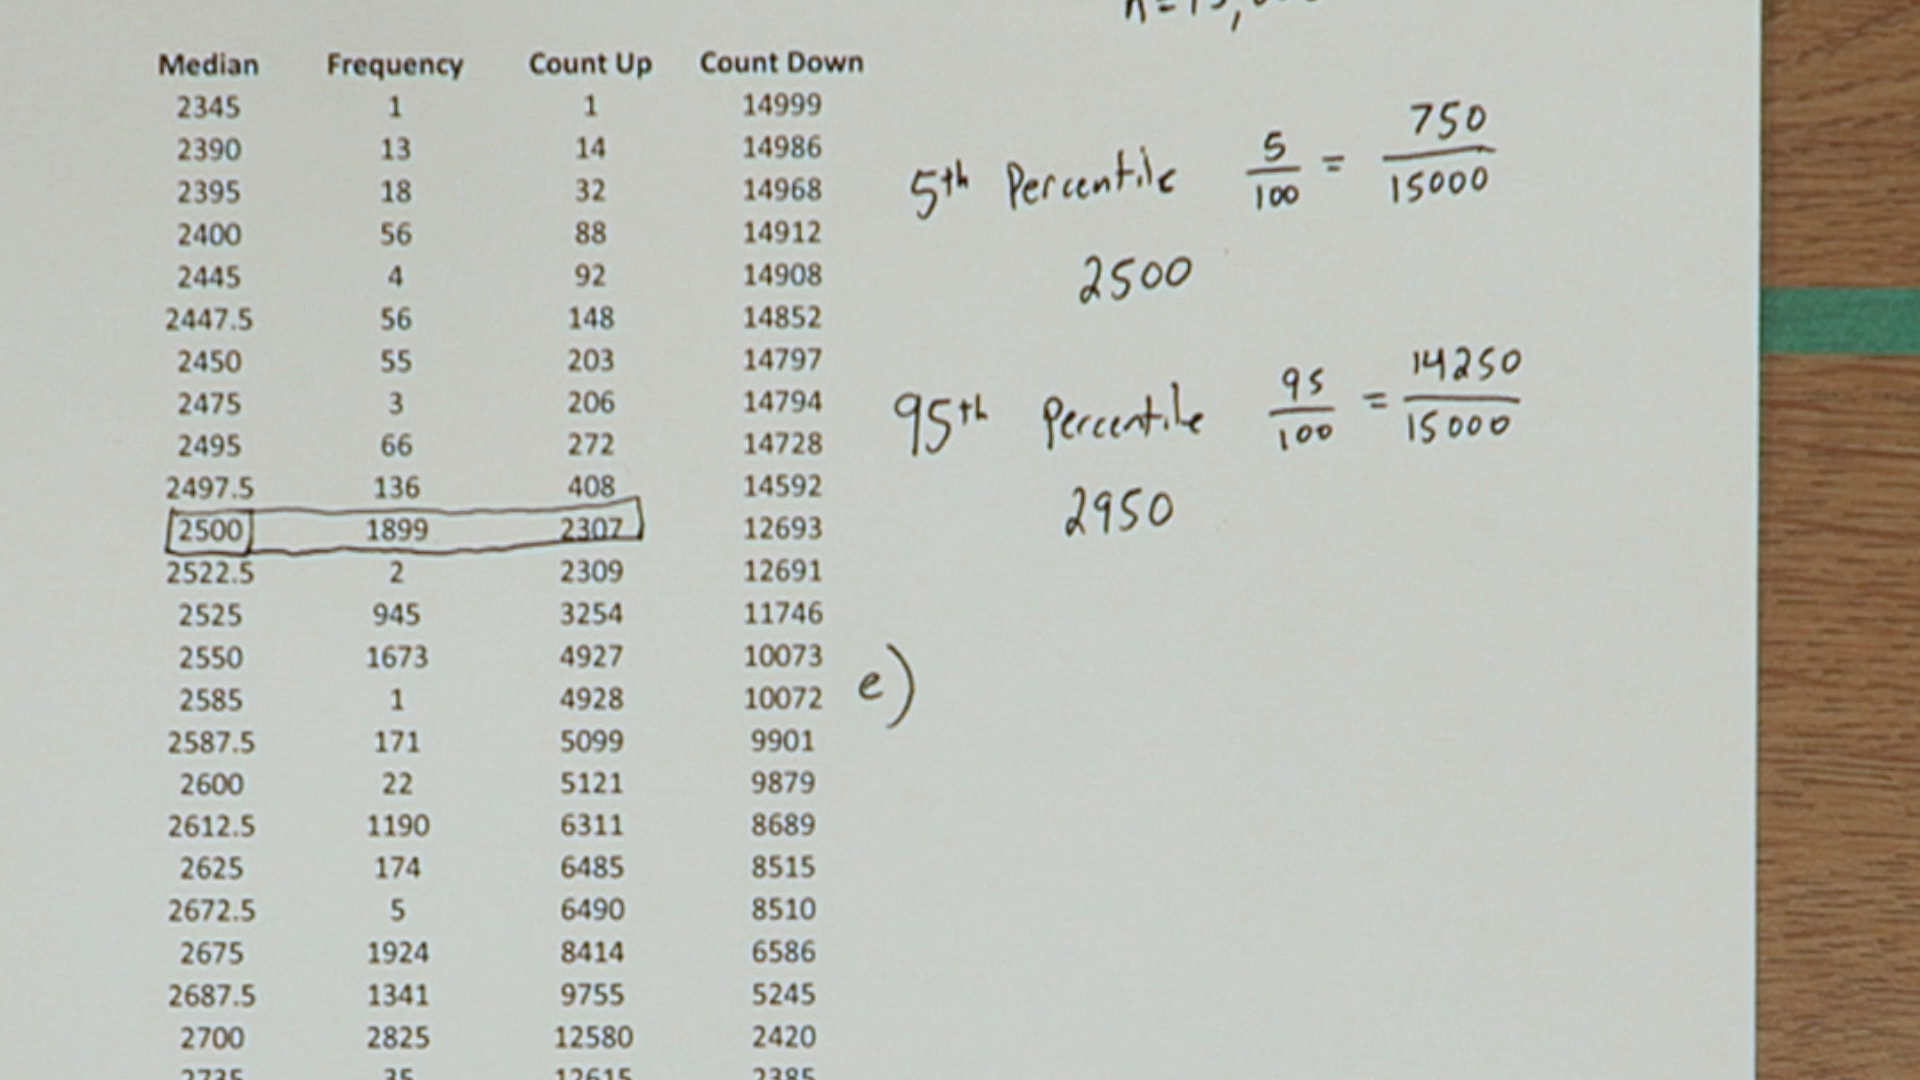 Median Frequency Count Up Count Down
2345 1 1 14999
2390 13 14 14986
2395 18 32 14968
2400 56 88 14912
2445 4 92 14908
2447.5 56 148 14852
2450 55 203 14797
2475 3 206 14794
2495 66 272 14728
2497.5 136 408 14592
2500 1899 2307 12693
2522.5 2 2309 12691
2525 945 3254 11746
2550 1673 4927 10073
2585 1 4928 10072
2587.5 171 5099 9901
2600 22 5121 9879
2612.5 1190 6311 8689
2625 174 6485 8515
2672.5 5 6490 8510
2675 1924 8414 6586
2687.5 1341 9755 5245
2700 2825 12580 2420
2735 35 12615 2385
5th Percentile 5/100 = 750/15000
2500
95th Percentile 95/100 = 14250/15000
2950
e)